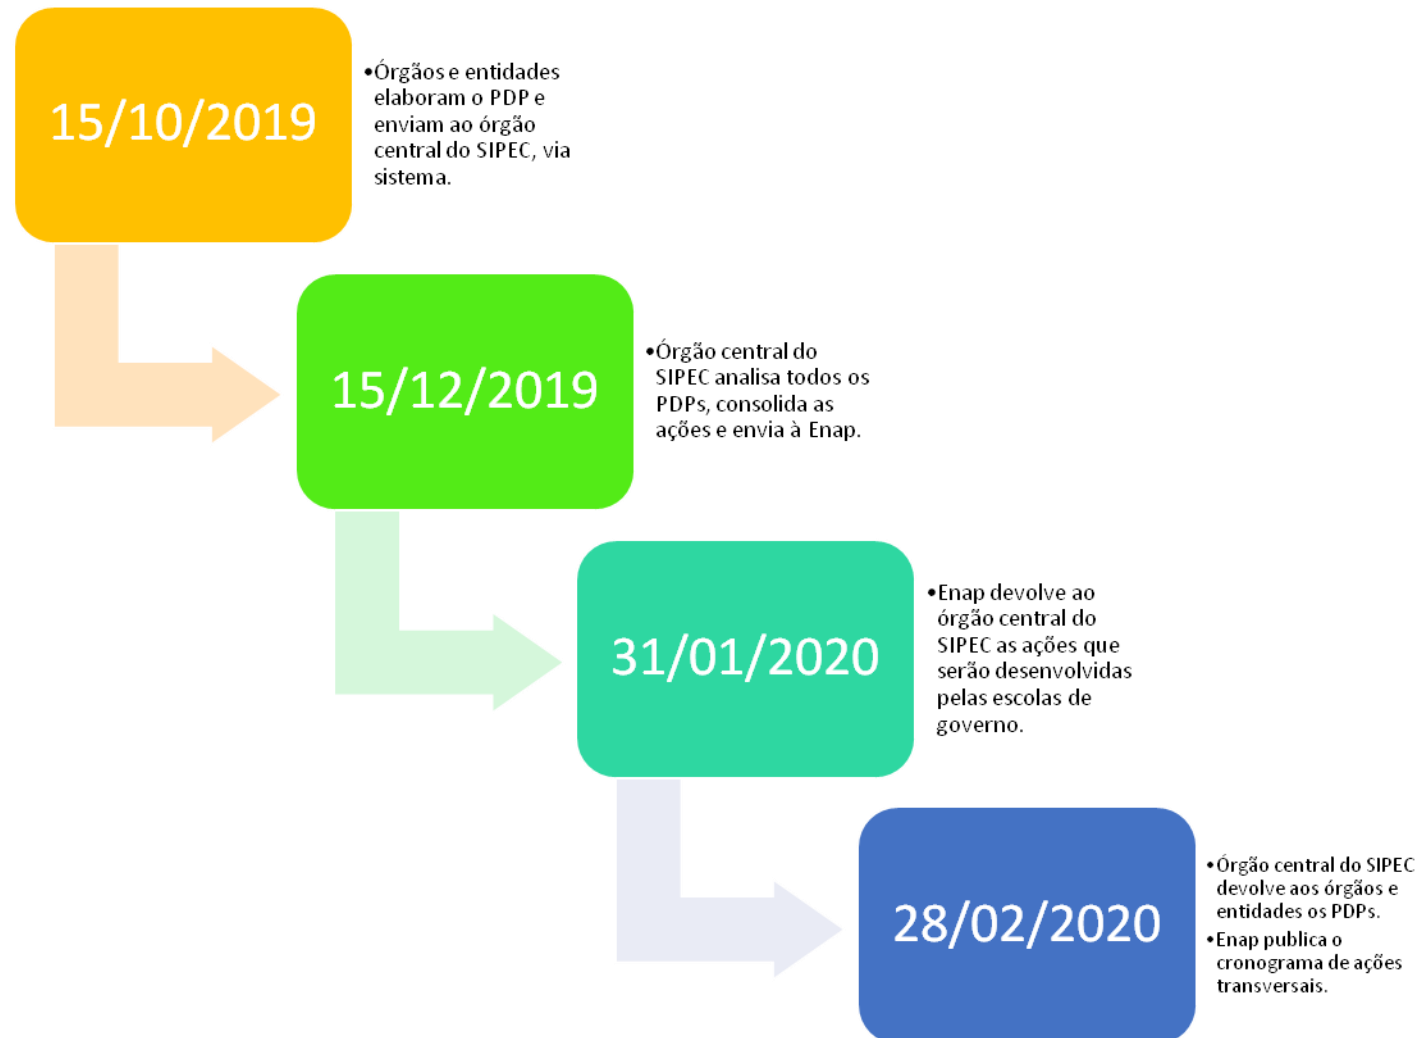 15/10/2019
•Órgãos e entidades
elaboram o PDP e
enviam ao órgão
central do SIPEC, via
sistema.
15/12/2019
•Órgão central do
SIPEC analisa todos os
PDPs, consolida as
ações e envia à Enap.
31/01/2020
•Enap devolve ao
órgão central do
SIPEC as ações que
serão desenvolvidas
pelas escolas de
governo.
28/02/2020
•Órgão central do SIPEC
devolve aos órgãos e
entidades os PDPs.
•Enap publica o
cronograma de ações
transversais.